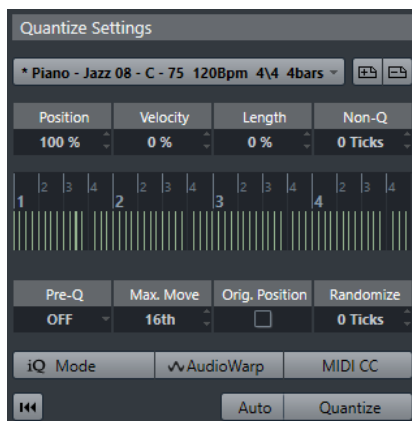 Quantize Settings
* Piano - Jazz 08 - C - 75 120Bpm 4\4 4bars
Position Velocity Length Non-Q
100 % 0 % 0 % 0 Ticks
1 2 3 4 2 2 3 4 3 2 3 4 4 2 3 4
Pre-Q Max. Move Orig. Position Randomize
OFF 16th 0 Ticks
iQ Mode AudioWarp MIDI CC
Auto Quantize